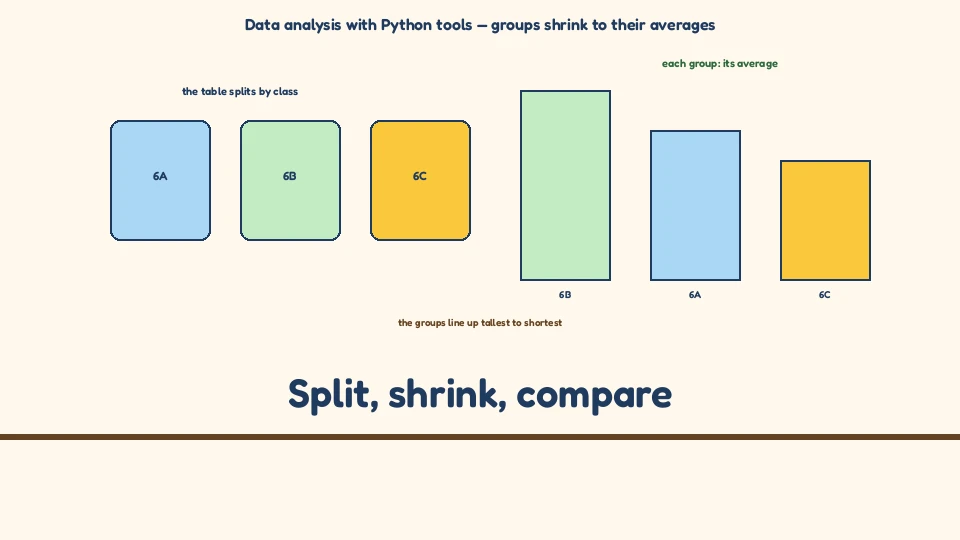 Data analysis with Python tools — groups shrink to their averages
each group: its average
the table splits by class
6A
6B
6C
6B
6A
6C
the groups line up tallest to shortest
Split, shrink, compare